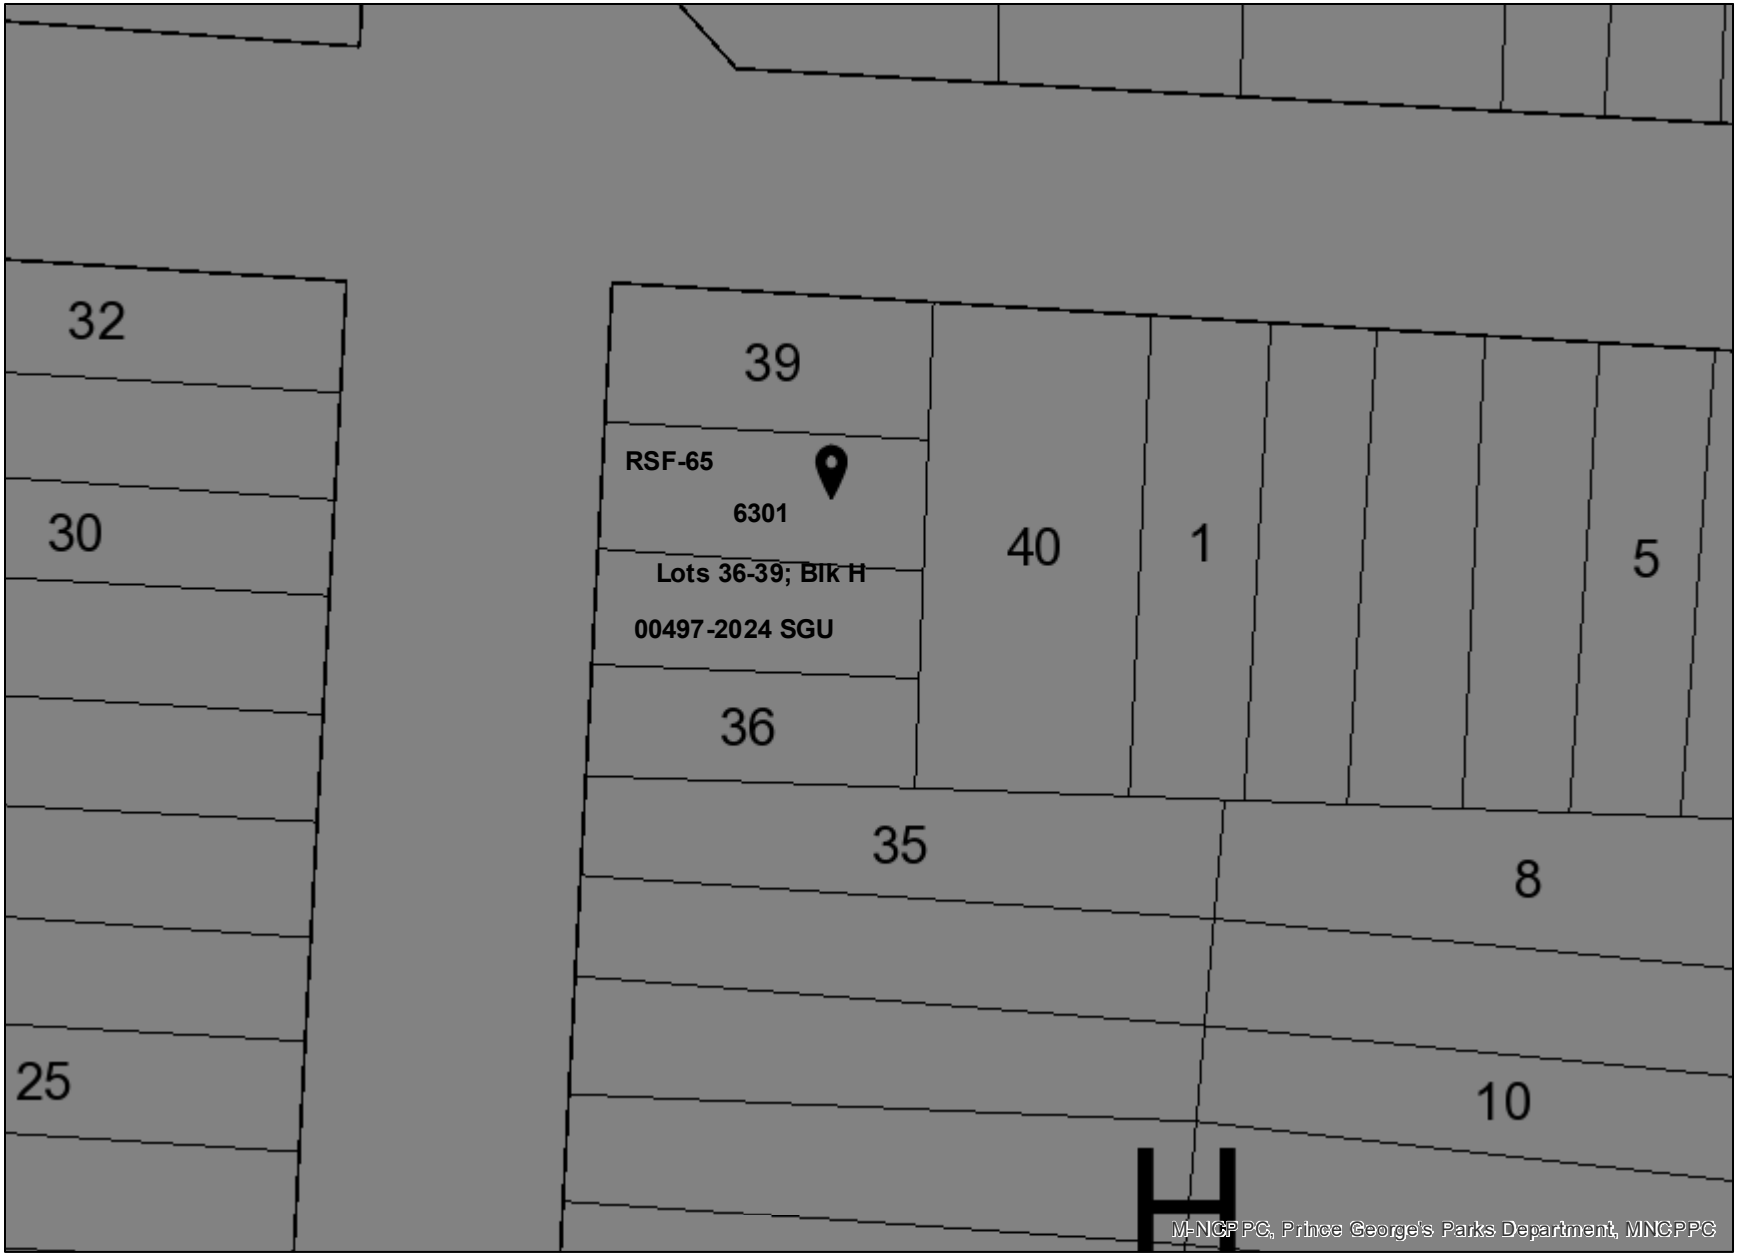 32
39
RSF-65
6301
30
40
1
5
Lots 36-39; Blk H
00497-2024 SGU
36
35
8
25
10
H
M-NCPPC, Prince George's Parks Department, MNCPPC